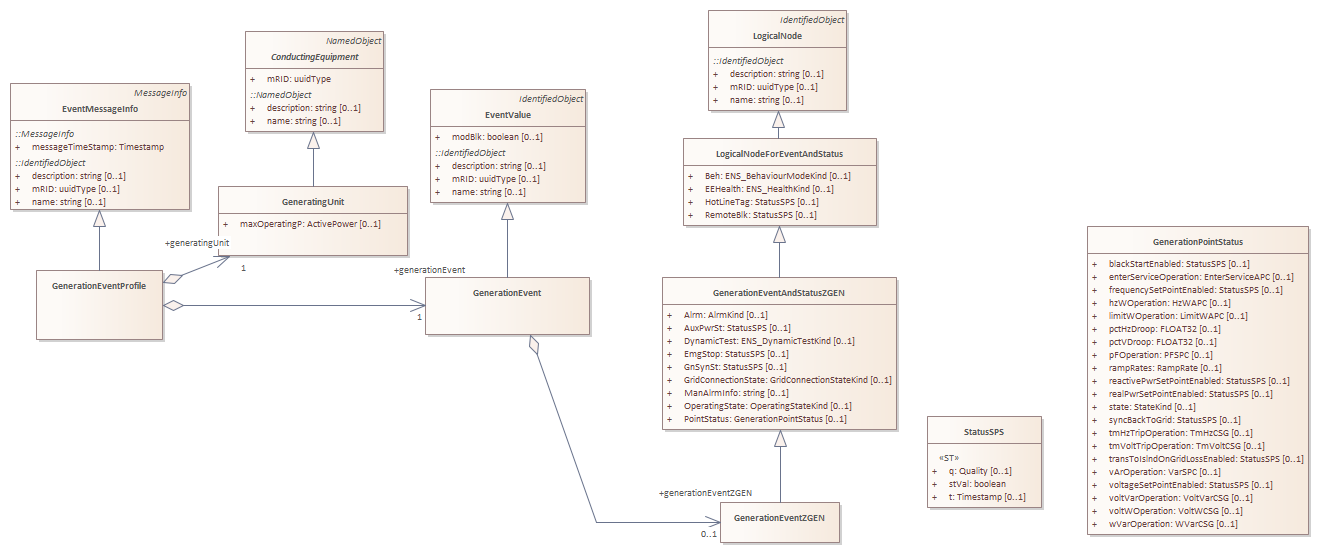 MessageInfo
EventMessageInfo
::MessageInfo
+ messageTimeStamp: Timestamp
::IdentifiedObject
+ description: string [0..1]
+ mRID: uuidType [0..1]
+ name: string [0..1]
NamedObject
ConductingEquipment
+ mRID: uuidType
::NamedObject
+ description: string [0..1]
+ name: string [0..1]
GeneratingUnit
+ maxOperatingP: ActivePower [0..1]
+generatingUnit
1
GenerationEventProfile
IdentifiedObject
EventValue
+ modBlk: boolean [0..1]
::IdentifiedObject
+ description: string [0..1]
+ mRID: uuidType [0..1]
+ name: string [0..1]
+generationEvent
1
GenerationEvent
IdentifiedObject
LogicalNode
::IdentifiedObject
+ description: string [0..1]
+ mRID: uuidType [0..1]
+ name: string [0..1]
LogicalNodeForEventAndStatus
+ Beh: ENS_BehaviourModeKind [0..1]
+ EEHealth: ENS_HealthKind [0..1]
+ HotLineTag: StatusSPS [0..1]
+ RemoteBlk: StatusSPS [0..1]
GenerationEventAndStatusZGEN
+ Alrm: AlrmKind [0..1]
+ AuxPwrSt: StatusSPS [0..1]
+ DynamicTest: ENS_DynamicTestKind [0..1]
+ EmgStop: StatusSPS [0..1]
+ GnSynSt: StatusSPS [0..1]
+ GridConnectionState: GridConnectionStateKind [0..1]
+ ManAlrmInfo: string [0..1]
+ OperatingState: OperatingStateKind [0..1]
+ PointStatus: GenerationPointStatus [0..1]
+generationEventZGEN
0..1
GenerationEventZGEN
StatusSPS
«ST»
+ q: Quality [0..1]
+ stVal: boolean
+ t: Timestamp [0..1]
GenerationPointStatus
+ blackStartEnabled: StatusSPS [0..1]
+ enterServiceOperation: EnterServiceAPC [0..1]
+ frequencySetPointEnabled: StatusSPS [0..1]
+ hzWOperation: HzWAPC [0..1]
+ limitWOperation: LimitWAPC [0..1]
+ pctHzDroop: FLOAT32 [0..1]
+ pctVDroop: FLOAT32 [0..1]
+ pFOperation: PFSPC [0..1]
+ rampRates: RampRate [0..1]
+ reactivePwrSetPointEnabled: StatusSPS [0..1]
+ realPwrSetPointEnabled: StatusSPS [0..1]
+ state: StateKind [0..1]
+ syncBackToGrid: StatusSPS [0..1]
+ tmHzTripOperation: TmHzCSG [0..1]
+ tmVoltTripOperation: TmVoltCSG [0..1]
+ transToIslndOnGridLossEnabled: StatusSPS [0..1]
+ vArOperation: VarSPC [0..1]
+ voltageSetPointEnabled: StatusSPS [0..1]
+ voltVarOperation: VoltVarCSG [0..1]
+ voltWOperation: VoltWCSG [0..1]
+ wVarOperation: WVarCSG [0..1]